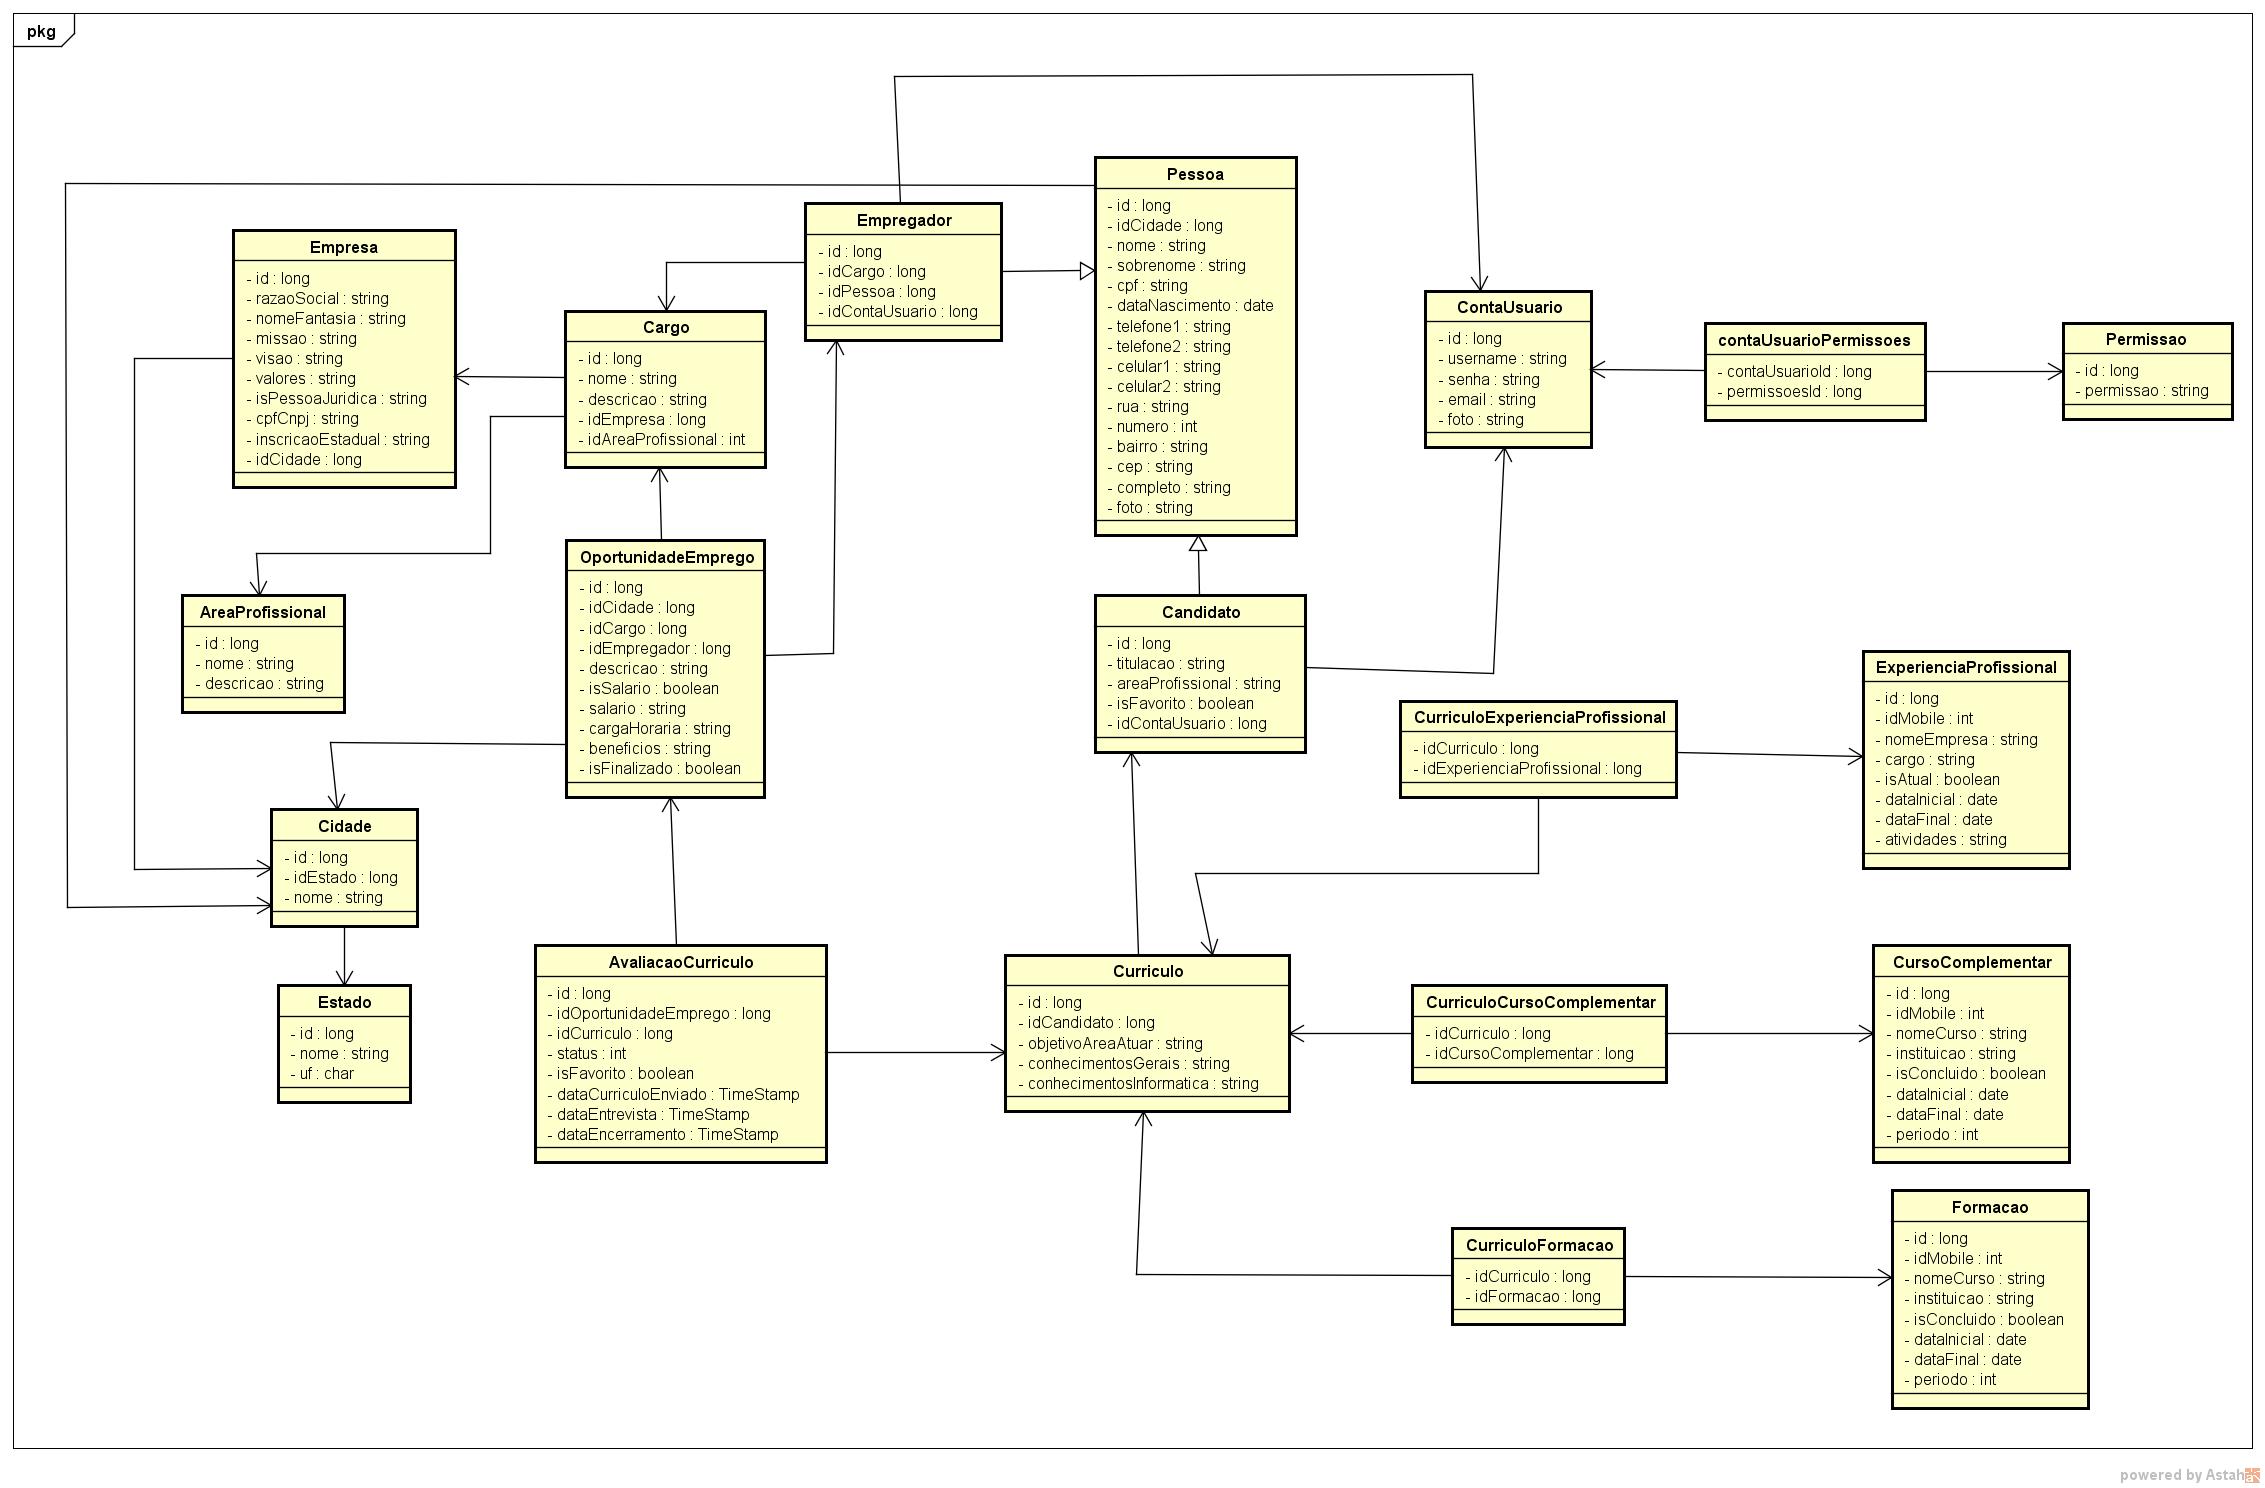 pkg
Pessoa
- id : long
- idCidade : long
- nome : string
- sobrenome : string
- cpf : string
- dataNascimento : date
- telefone1 : string
- telefone2 : string
- celular1 : string
- celular2 : string
- rua : string
- numero : int
- bairro : string
- cep : string
- completo : string
- foto : string
Empregador
- id : long
- idCargo : long
- idPessoa : long
- idContaUsuario : long
Empresa
- id : long
- razaoSocial : string
- nomeFantasia : string
- missao : string
- visao : string
- valores : string
- isPessoaJuridica : string
- cpfCnpj : string
- inscricaoEstadual : string
- idCidade : long
Cargo
- id : long
- nome : string
- descricao : string
- idEmpresa : long
- idAreaProfissional : int
ContaUsuario
- id : long
- username : string
- senha : string
- email : string
- foto : string
contaUsuarioPermissoes
- contaUsuarioId : long
- permissoesId : long
Permissao
- id : long
- permissao : string
OportunidadeEmprego
- id : long
- idCidade : long
- idCargo : long
- idEmpregador : long
- descricao : string
- isSalario : boolean
- salario : string
- cargaHoraria : string
- beneficios : string
- isFinalizado : boolean
AreaProfissional
- id : long
- nome : string
- descricao : string
Candidato
- id : long
- titulacao : string
- areaProfissional : string
- isFavorito : boolean
- idContaUsuario : long
CurriculoExperienciaProfissional
- idCurriculo : long
- idExperienciaProfissional : long
ExperienciaProfissional
- id : long
- idMobile : int
- nomeEmpresa : string
- cargo : string
- isAtual : boolean
- dataInicial : date
- dataFinal : date
- atividades : string
Cidade
- id : long
- idEstado : long
- nome : string
Estado
- id : long
- nome : string
- uf : char
AvaliacaoCurriculo
- id : long
- idOportunidadeEmprego : long
- idCurriculo : long
- status : int
- isFavorito : boolean
- dataCurriculoEnviado : TimeStamp
- dataEntrevista : TimeStamp
- dataEncerramento : TimeStamp
Curriculo
- id : long
- idCandidato : long
- objetivoAreaAtuar : string
- conhecimentosGerais : string
- conhecimentosInformatica : string
CurriculoCursoComplementar
- idCurriculo : long
- idCursoComplementar : long
CursoComplementar
- id : long
- idMobile : int
- nomeCurso : string
- instituicao : string
- isConcluido : boolean
- dataInicial : date
- dataFinal : date
- periodo : int
CurriculoFormacao
- idCurriculo : long
- idFormacao : long
Formacao
- id : long
- idMobile : int
- nomeCurso : string
- instituicao : string
- isConcluido : boolean
- dataInicial : date
- dataFinal : date
- periodo : int
powered by Astah